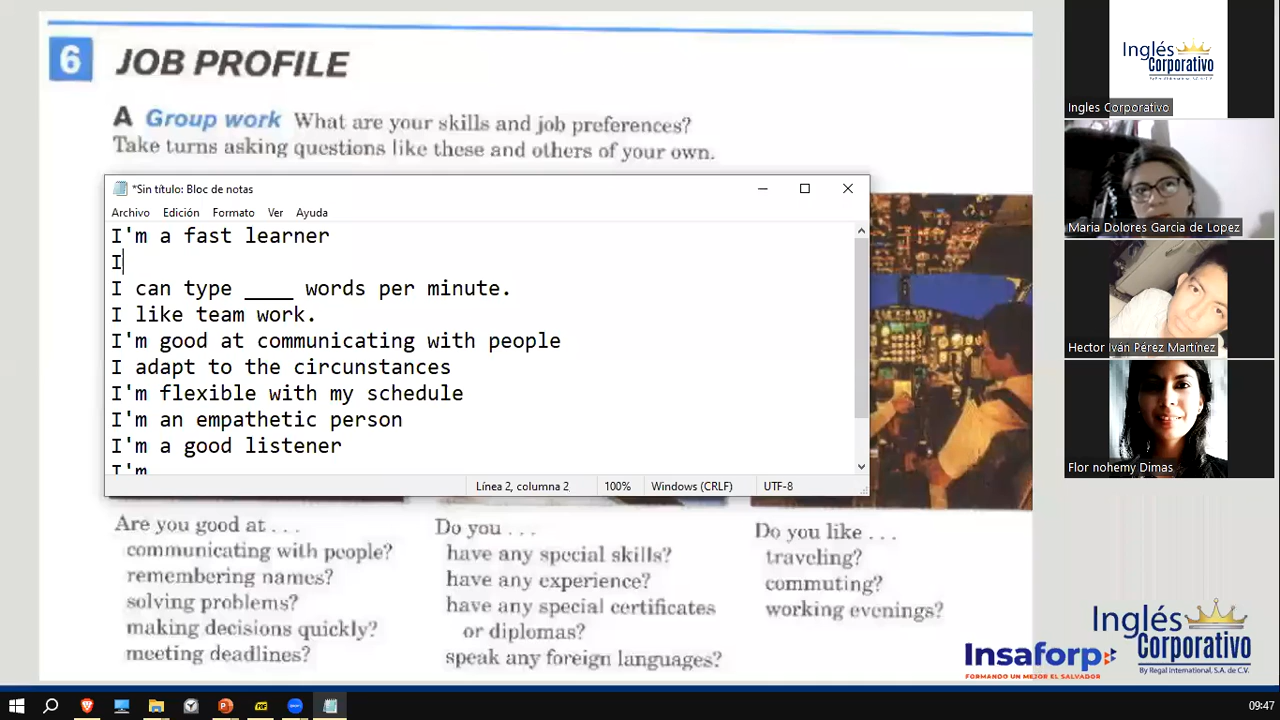 6 JOB PROFILE
A Group work What are your skills and job preferences?
Take turns asking questions like these and others of your own.
*Sin título: Bloc de notas
Archivo Edición Formato Ver Ayuda
I'm a fast learner
I
I can type ____ words per minute.
I like team work.
I'm good at communicating with people
I adapt to the circumstances
I'm flexible with my schedule
I'm an empathetic person
I'm a good listener
I'm
Línea 2, columna 2 100% Windows (CRLF) UTF-8
Are you good at . . .
communicating with people?
remembering names?
solving problems?
making decisions quickly?
meeting deadlines?
Do you . . .
have any special skills?
have any experience?
have any special certificates
or diplomas?
speak any foreign languages?
Do you like . . .
traveling?
commuting?
working evenings?
Inglés
Corporativo
Ingles Corporativo
Maria Dolores Garcia de Lopez
Hector Iván Pérez Martínez
Flor nohemy Dimas
Insaforp
FORMANDO UN MEJOR EL SALVADOR
Inglés
Corporativo
By Regal International, S.A. de C.V.
09:47